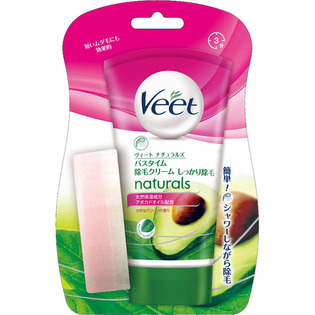 短いムダ毛にも
効果的
3分
Veet
ヴィート ナチュラルズ
バスタイム
除毛クリーム しっかり除毛
naturals
天然保湿成分
アボカドオイル配合
簡単!シャワーしながら除毛